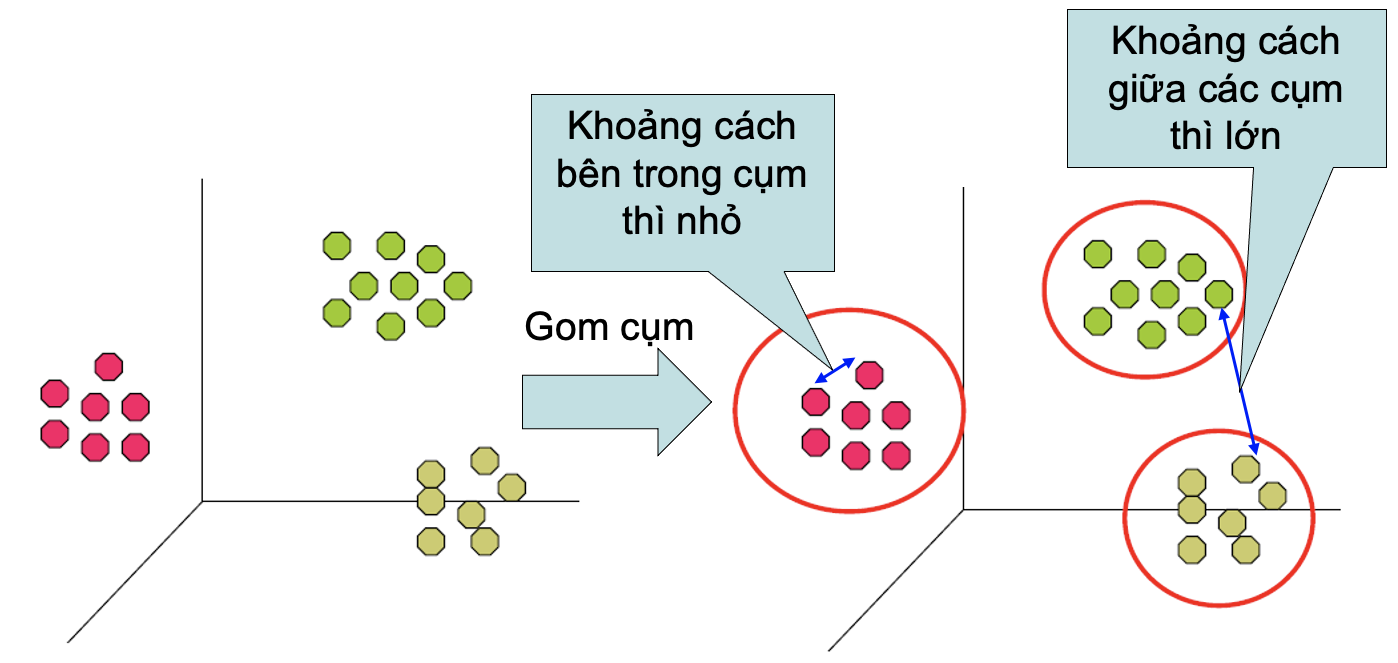 Khoảng cách
bên trong cụm
thì nhỏ
Gom cụm
Khoảng cách
giữa các cụm
thì lớn